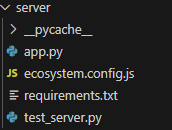 server
__pycache__
app.py
JS ecosystem.config.js
requirements.txt
test_server.py